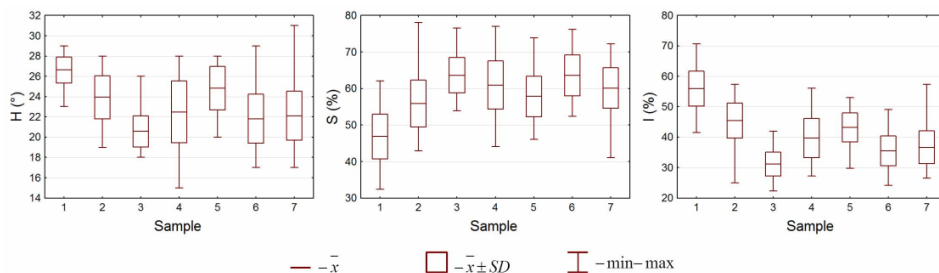 H (°)
28
26
24
22
20
18
16
14
30
32
1 2 3 4 5 6 7
Sample
S (%)
80
70
60
50
40
30
1 2 3 4 5 6 7
Sample
I (%)
80
70
60
50
40
30
20
1 2 3 4 5 6 7
Sample
– x̄
– x̄ ± SD
– min – max